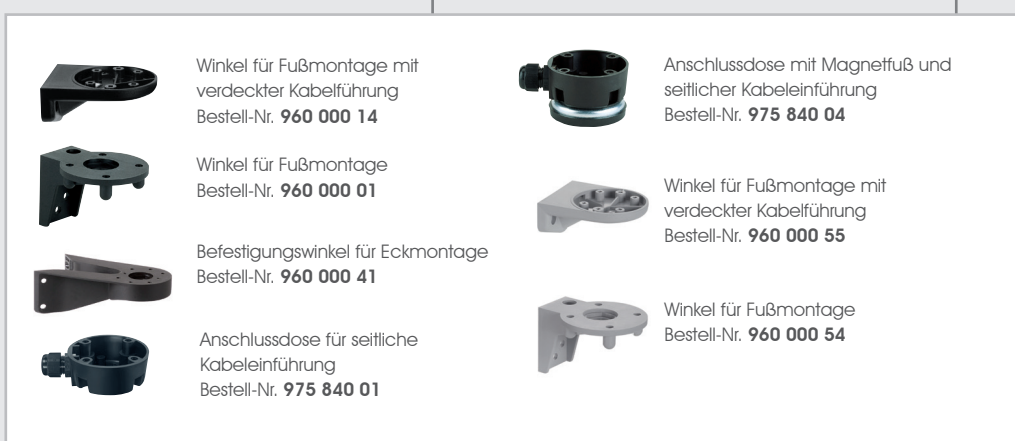 Winkel für Fußmontage mit
verdeckter Kabelführung
Bestell-Nr. 960 000 14
Winkel für Fußmontage
Bestell-Nr. 960 000 01
Befestigungswinkel für Eckmontage
Bestell-Nr. 960 000 41
Anschlussdose für seitliche
Kabeleinführung
Bestell-Nr. 975 840 01
Anschlussdose mit Magnetfuß und
seitlicher Kabeleinführung
Bestell-Nr. 975 840 04
Winkel für Fußmontage mit
verdeckter Kabelführung
Bestell-Nr. 960 000 55
Winkel für Fußmontage
Bestell-Nr. 960 000 54